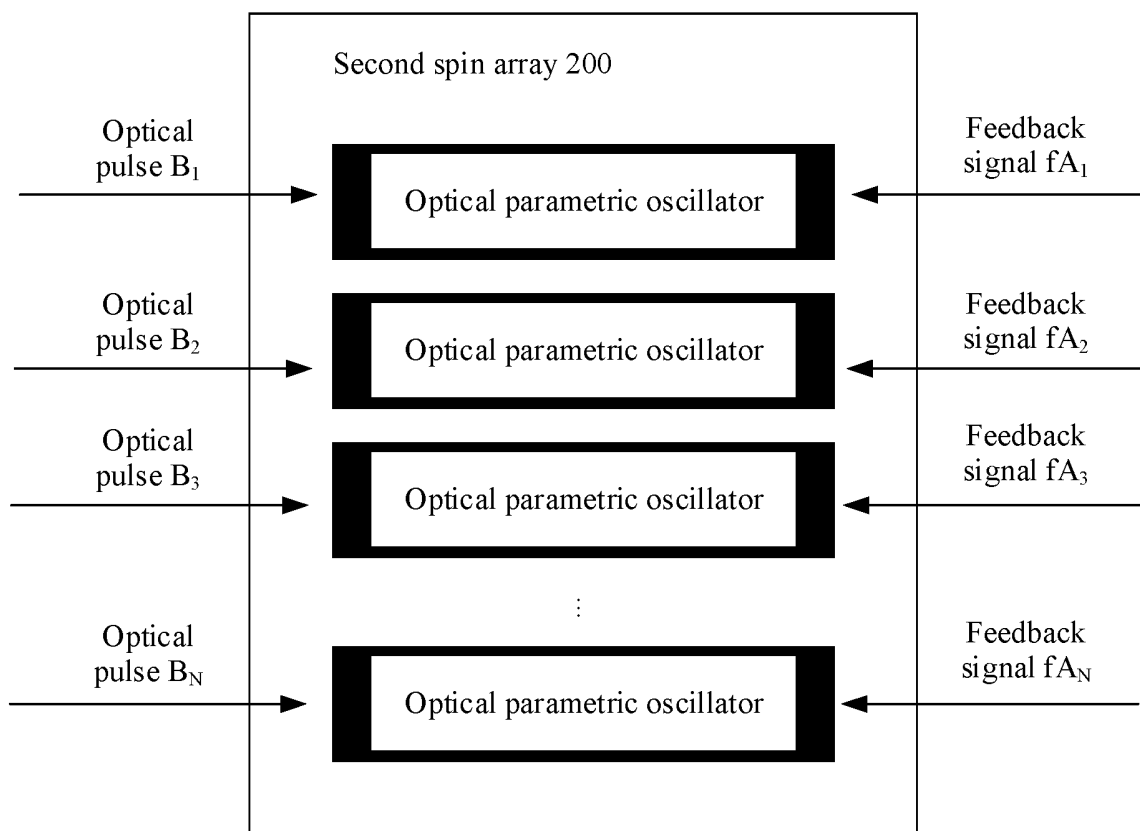 Second spin array 200
Optical
pulse B₁
Optical parametric oscillator
Feedback
signal fA₁
Optical
pulse B₂
Optical parametric oscillator
Feedback
signal fA₂
Optical
pulse B₃
Optical parametric oscillator
Feedback
signal fA₃
⋮
Optical
pulse B_N
Optical parametric oscillator
Feedback
signal fA_N